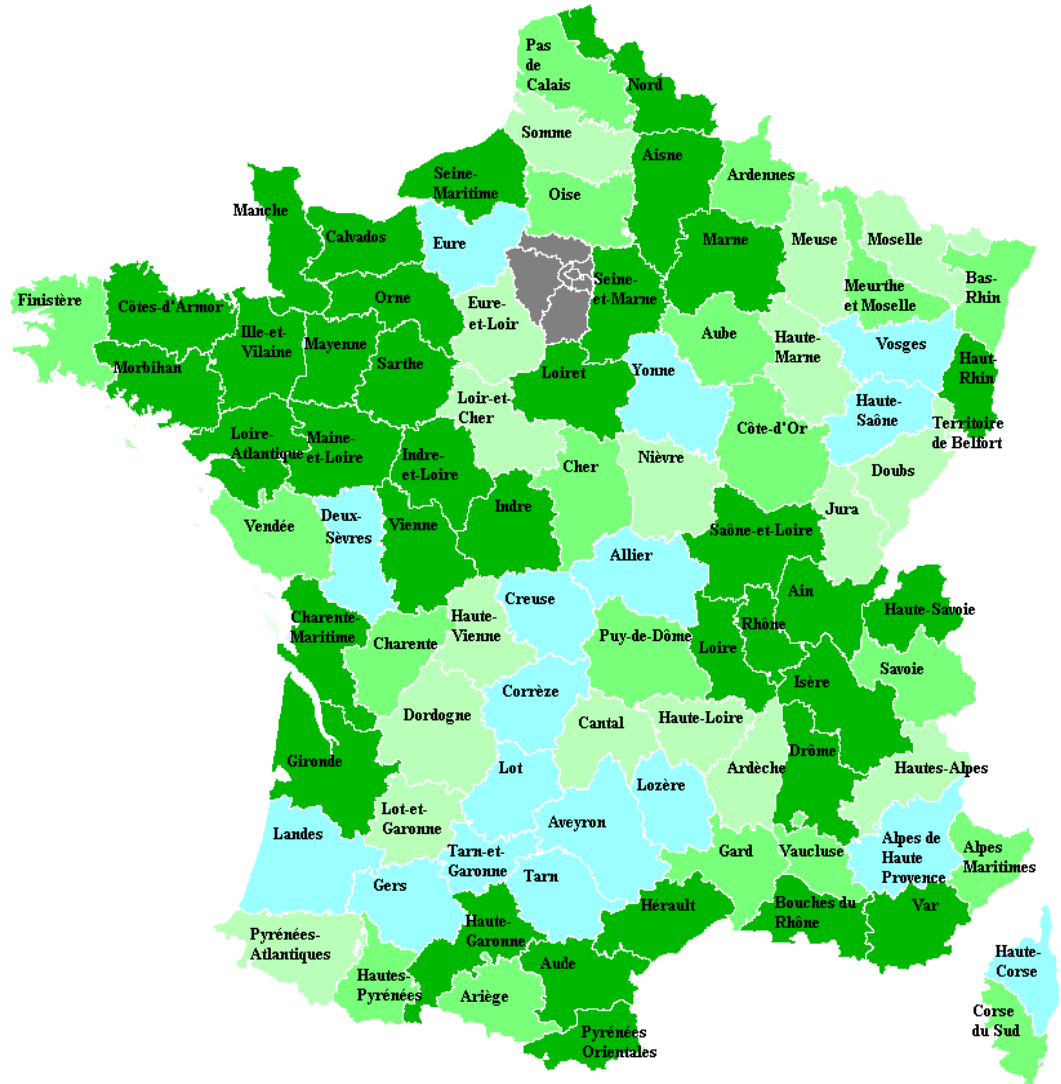 Pas
de
Calais
Nord
Somme
Aisne
Ardennes
Seine-
Maritime
Oise
Manche
Calvados
Eure
Marne
Meuse
Moselle
Seine-
et-Marne
Meurthe
et Moselle
Bas-
Rhin
Finistère
Côtes-d'Armor
Orne
Eure-
et-Loir
Ille-et-
Vilaine
Mayenne
Sarthe
Aube
Haute-
Marne
Vosges
Morbihan
Loiret
Yonne
Haut-
Rhin
Loir-et-
Cher
Haute-
Saône
Territoire
de Belfort
Loire-
Atlantique
Maine-
et-Loire
Indre-
et-Loire
Cher
Nièvre
Côte-d'Or
Doubs
Vendée
Deux-
Sèvres
Vienne
Indre
Saône-et-Loire
Jura
Allier
Ain
Creuse
Haute-Savoie
Charente-
Maritime
Charente
Haute-
Vienne
Puy-de-Dôme
Loire
Rhône
Savoie
Isère
Corrèze
Dordogne
Cantal
Haute-Loire
Gironde
Lot
Ardèche
Drôme
Hautes-Alpes
Lozère
Landes
Lot-et-
Garonne
Aveyron
Tarn-et-
Garonne
Tarn
Gard
Vaucluse
Alpes de
Haute
Provence
Alpes
Maritimes
Gers
Hérault
Bouches du
Rhône
Var
Pyrénées-
Atlantiques
Haute-
Garonne
Hautes-
Pyrénées
Ariège
Aude
Haute-
Corse
Corse
du Sud
Pyrénées
Orientales